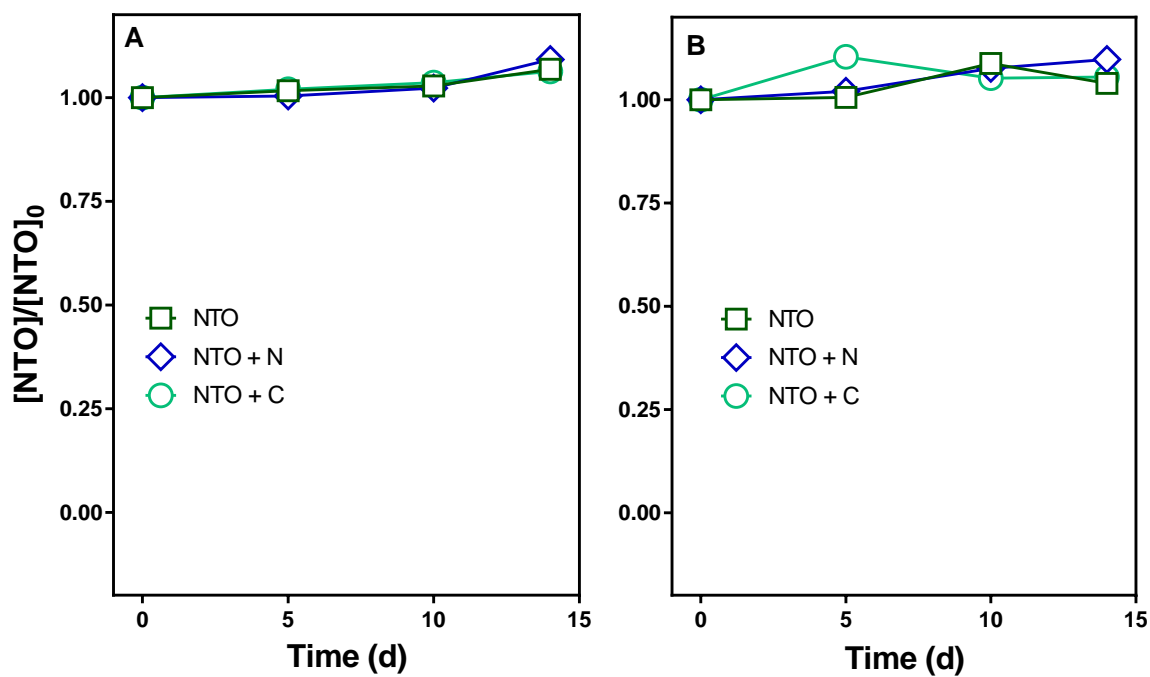 A
[NTO]/[NTO]0
1.00
0.75
0.50
0.25
0.00
NTO
NTO + N
NTO + C
0 5 10 15
Time (d)
B
1.00
0.75
0.50
0.25
0.00
NTO
NTO + N
NTO + C
0 5 10 15
Time (d)